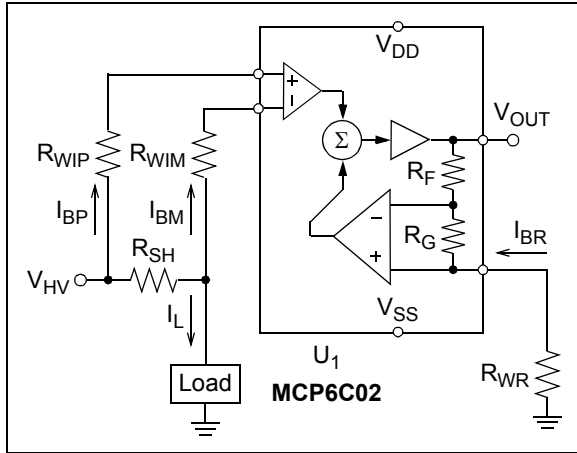 V_DD
+
−
V_OUT
R_WIP
R_WIM
Σ
R_F
I_BP
I_BM
−
R_G
I_BR
R_SH
+
V_HV
I_L
V_SS
U_1
Load
MCP6C02
R_WR